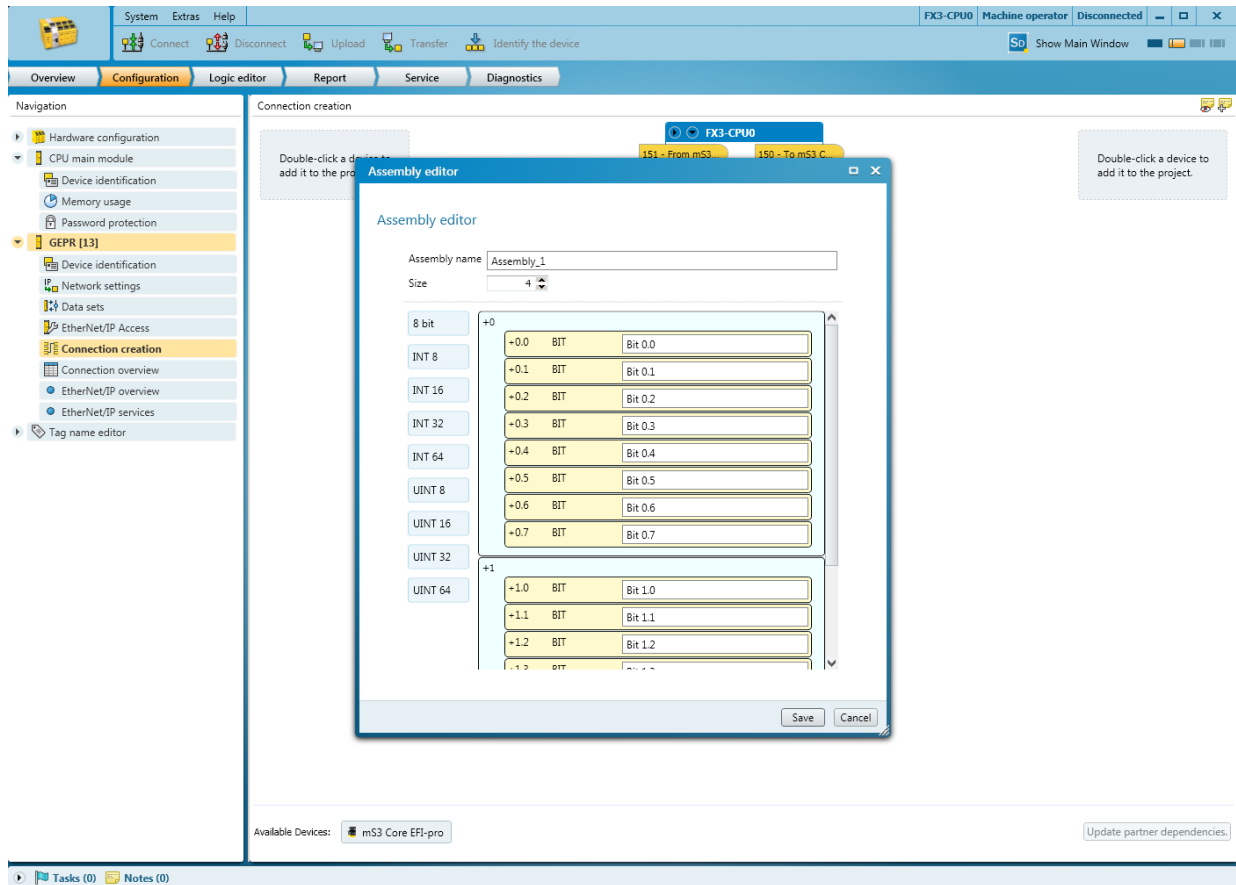 System Extras Help
FX3-CPU0 Machine operator Disconnected
Connect Disconnect Upload Transfer Identify the device
SD Show Main Window
Overview Configuration Logic editor Report Service Diagnostics
Navigation
Hardware configuration
CPU main module
Device identification
Memory usage
Password protection
GEPR [13]
Device identification
IP Network settings
Data sets
EtherNet/IP Access
Connection creation
Connection overview
EtherNet/IP overview
EtherNet/IP services
Tag name editor
Connection creation
FX3-CPU0
151 - From mS3... 150 - To mS3 C...
Double-click a device to
add it to the pro
Double-click a device to
add it to the project.
Assembly editor
Assembly editor
Assembly name Assembly_1
Size 4
8 bit
INT 8
INT 16
INT 32
INT 64
UINT 8
UINT 16
UINT 32
UINT 64
+0
+0.0 BIT Bit 0.0
+0.1 BIT Bit 0.1
+0.2 BIT Bit 0.2
+0.3 BIT Bit 0.3
+0.4 BIT Bit 0.4
+0.5 BIT Bit 0.5
+0.6 BIT Bit 0.6
+0.7 BIT Bit 0.7
+1
+1.0 BIT Bit 1.0
+1.1 BIT Bit 1.1
+1.2 BIT Bit 1.2
Save Cancel
Available Devices: mS3 Core EFI-pro
Update partner dependencies.
Tasks (0) Notes (0)